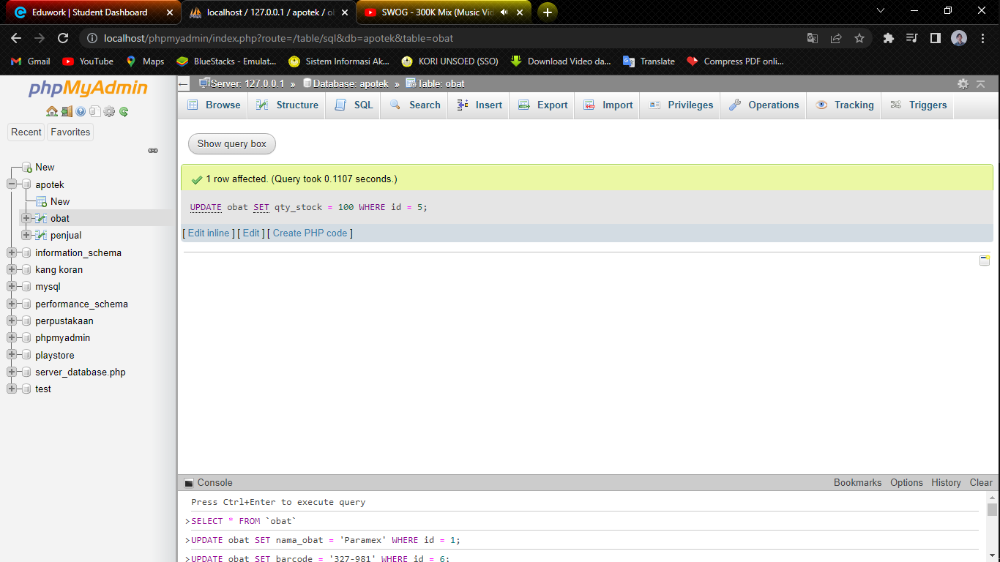 Eduwork | Student Dashboard
localhost / 127.0.0.1 / apotek / ob
SWOG - 300K Mix (Music Vid
localhost/phpmyadmin/index.php?route=/table/sql&db=apotek&table=obat
Gmail YouTube Maps BlueStacks - Emulat... Sistem Informasi Ak... KORI UNSOED (SSO) Download Video da... Translate Compress PDF onli...
phpMyAdmin
Recent Favorites
New
apotek
New
obat
penjual
information_schema
kang koran
mysql
performance_schema
perpustakaan
phpmyadmin
playstore
server_database.php
test
Server: 127.0.0.1 » Database: apotek » Table: obat
Browse Structure SQL Search Insert Export Import Privileges Operations Tracking Triggers
Show query box
1 row affected. (Query took 0.1107 seconds.)
UPDATE obat SET qty_stock = 100 WHERE id = 5;
[ Edit inline ] [ Edit ] [ Create PHP code ]
Console Bookmarks Options History Clear
Press Ctrl+Enter to execute query
>SELECT * FROM `obat`
>UPDATE obat SET nama_obat = 'Paramex' WHERE id = 1;
>UPDATE obat SET barcode = '327-981' WHERE id = 6;